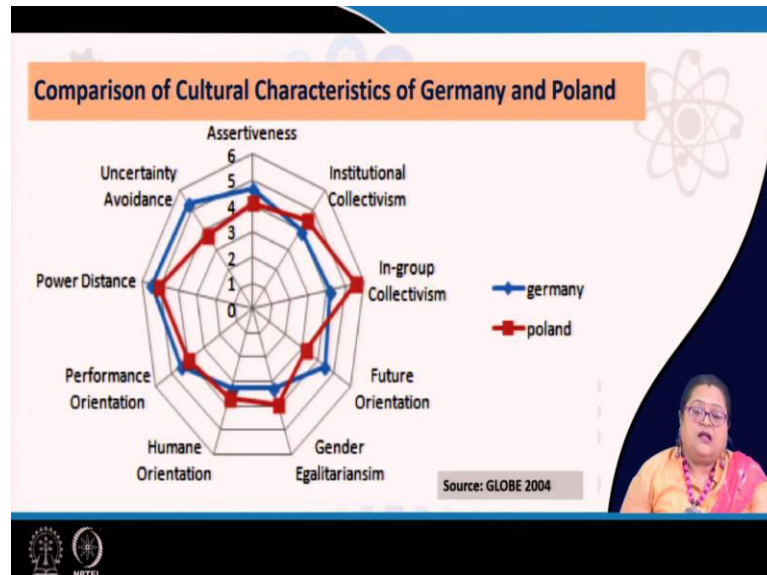 Comparison of Cultural Characteristics of Germany and Poland
Assertiveness
6
5
4
3
2
1
0
Institutional
Collectivism
In-group
Collectivism
Future
Orientation
Gender
Egalitariansim
Humane
Orientation
Performance
Orientation
Power Distance
Uncertainty
Avoidance
germany
poland
Source: GLOBE 2004
NPTEL